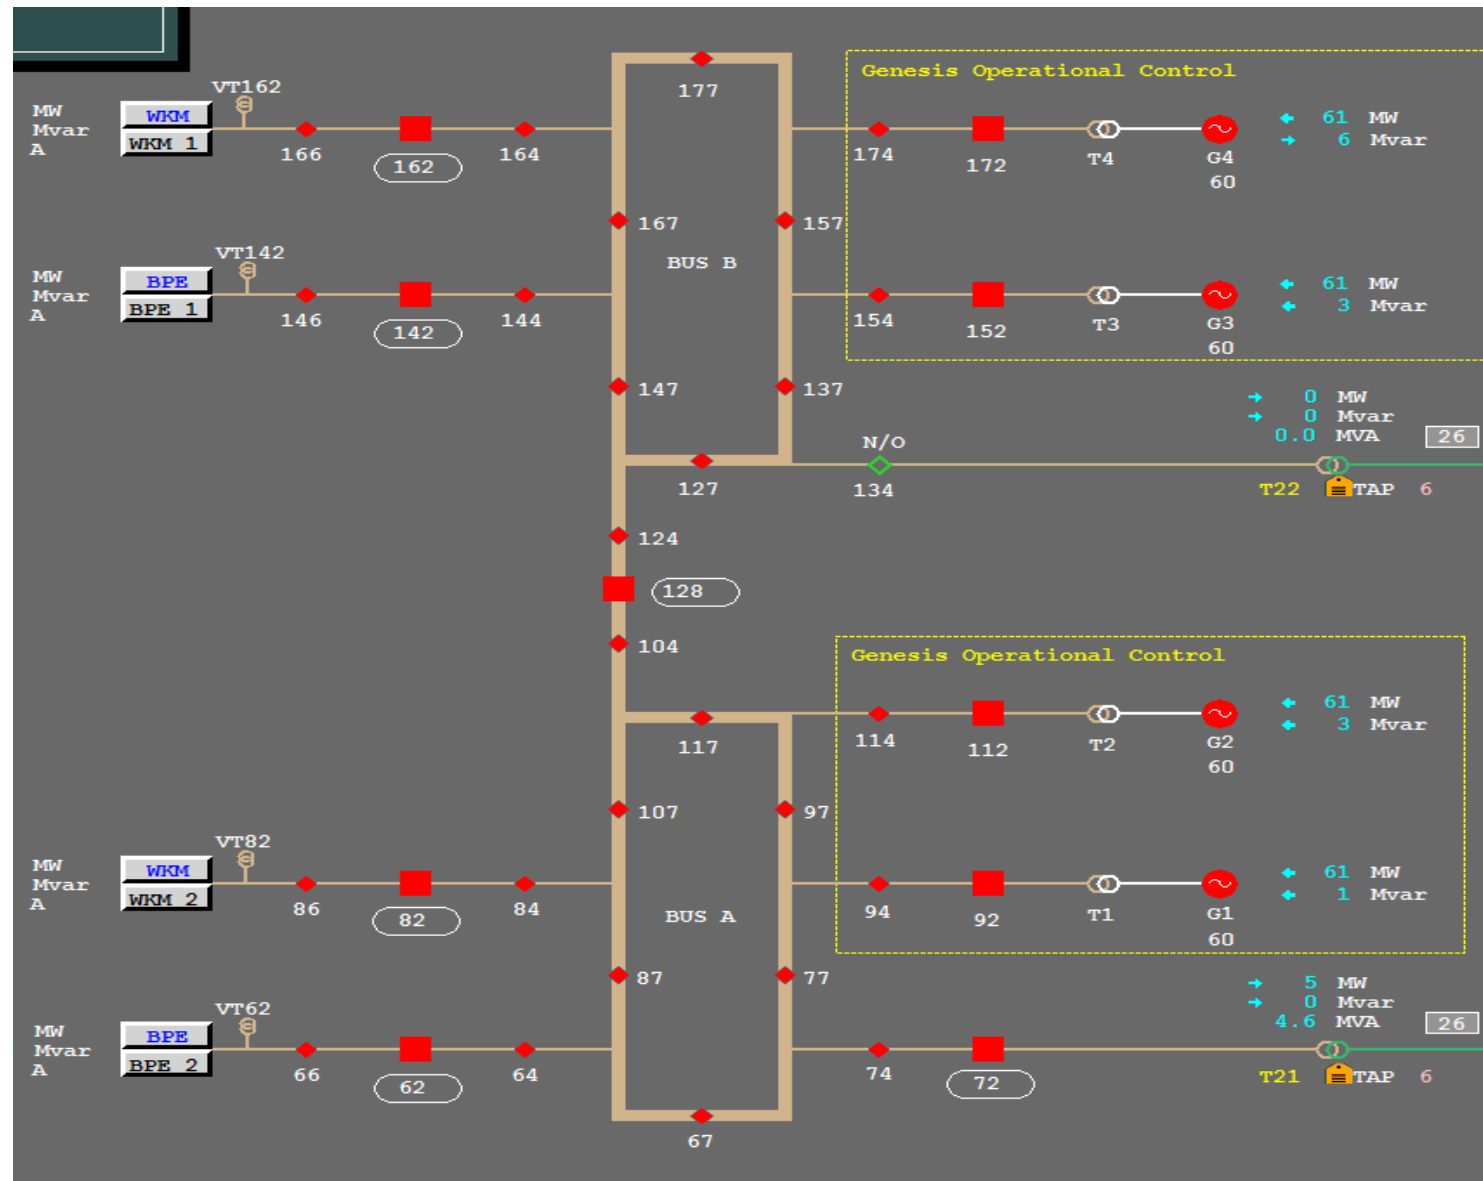 Genesis Operational Control
177
VT162
MW
Mvar
A
WKM
WKM 1
166
162
164
174
172
T4
G4
60
61 MW
6 Mvar
167
157
BUS B
VT142
MW
Mvar
A
BPE
BPE 1
146
142
144
154
152
T3
G3
60
61 MW
3 Mvar
147
137
0 MW
0 Mvar
0.0 MVA
26
N/O
127
134
T22
TAP 6
124
128
104
Genesis Operational Control
117
114
112
T2
G2
60
61 MW
3 Mvar
107
97
VT82
MW
Mvar
A
WKM
WKM 2
86
82
84
BUS A
94
92
T1
G1
60
61 MW
1 Mvar
87
77
5 MW
0 Mvar
4.6 MVA
26
VT62
MW
Mvar
A
BPE
BPE 2
66
62
64
74
72
T21
TAP 6
67